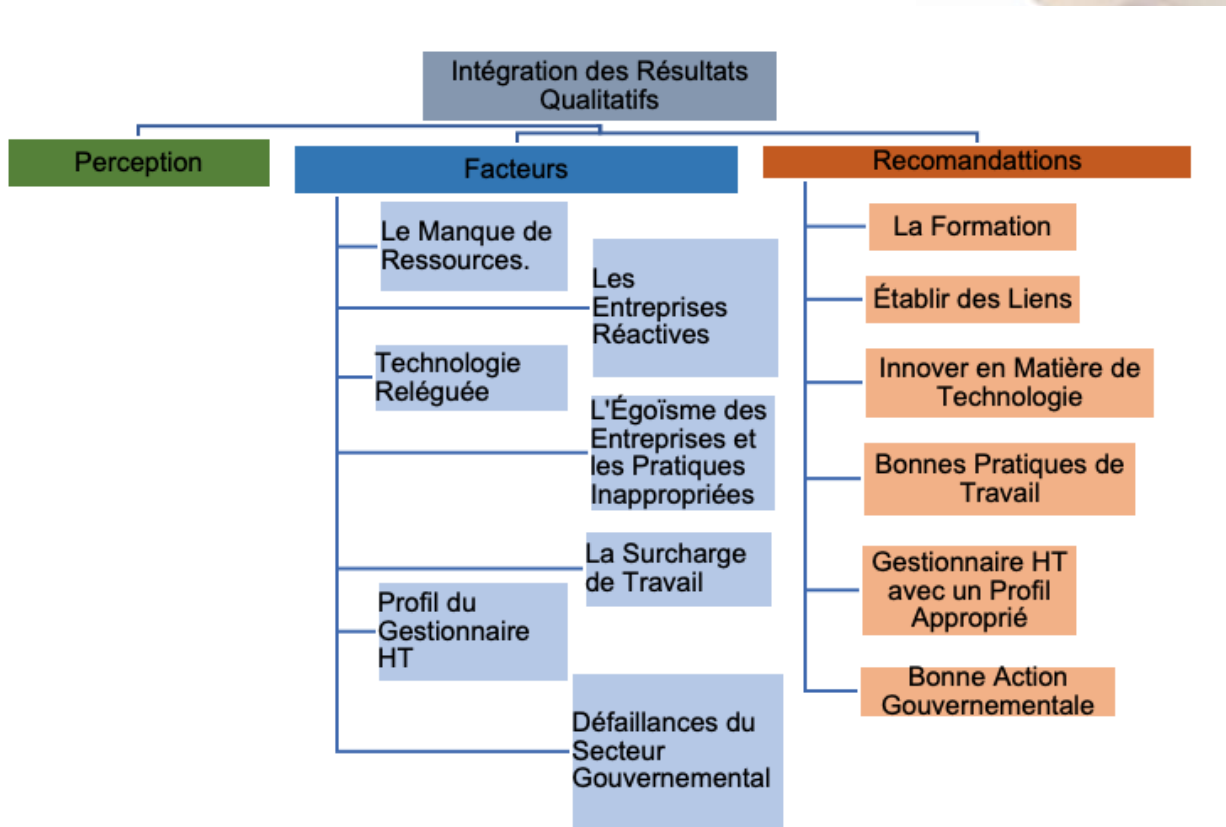 Intégration des Résultats
Qualitatifs
Perception
Facteurs
Recomandattions
Le Manque de
Ressources.
Les
Entreprises
Réactives
Technologie
Reléguée
L'Égoïsme des
Entreprises et
les Pratiques
Inappropriées
La Surcharge
de Travail
Profil du
Gestionnaire
HT
Défaillances du
Secteur
Gouvernemental
La Formation
Établir des Liens
Innover en Matière de
Technologie
Bonnes Pratiques de
Travail
Gestionnaire HT
avec un Profil
Approprié
Bonne Action
Gouvernementale